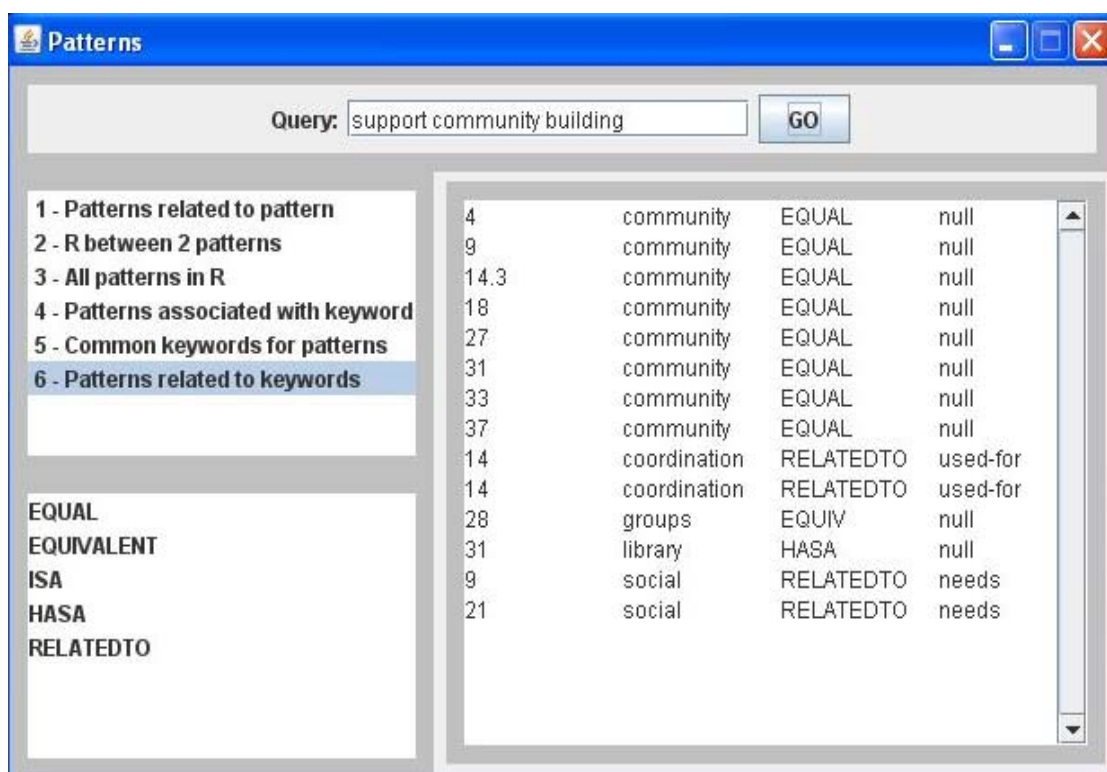 Patterns
Query: support community building GO
1 - Patterns related to pattern
2 - R between 2 patterns
3 - All patterns in R
4 - Patterns associated with keyword
5 - Common keywords for patterns
6 - Patterns related to keywords
EQUAL
EQUIVALENT
ISA
HASA
RELATEDTO
4 community EQUAL null
9 community EQUAL null
14.3 community EQUAL null
18 community EQUAL null
27 community EQUAL null
31 community EQUAL null
33 community EQUAL null
37 community EQUAL null
14 coordination RELATEDTO used-for
14 coordination RELATEDTO used-for
28 groups EQUIV null
31 library HASA null
9 social RELATEDTO needs
21 social RELATEDTO needs